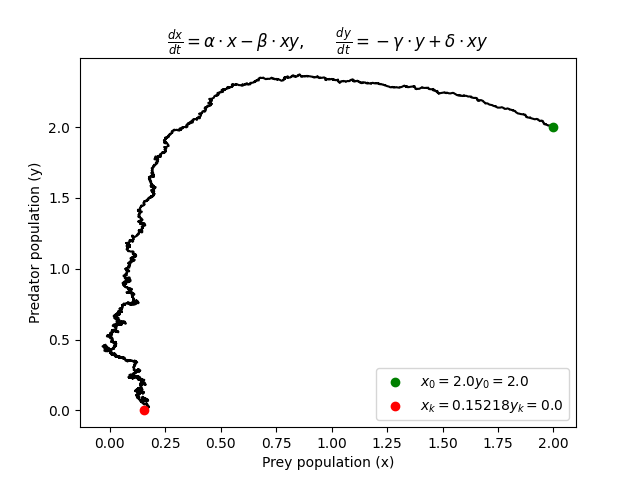 dx/dt = α · x − β · xy,    dy/dt = −γ · y + δ · xy
Predator population (y)
2.0
1.5
1.0
0.5
0.0
x₀ = 2.0y₀ = 2.0
xₖ = 0.15218yₖ = 0.0
0.00 0.25 0.50 0.75 1.00 1.25 1.50 1.75 2.00
Prey population (x)